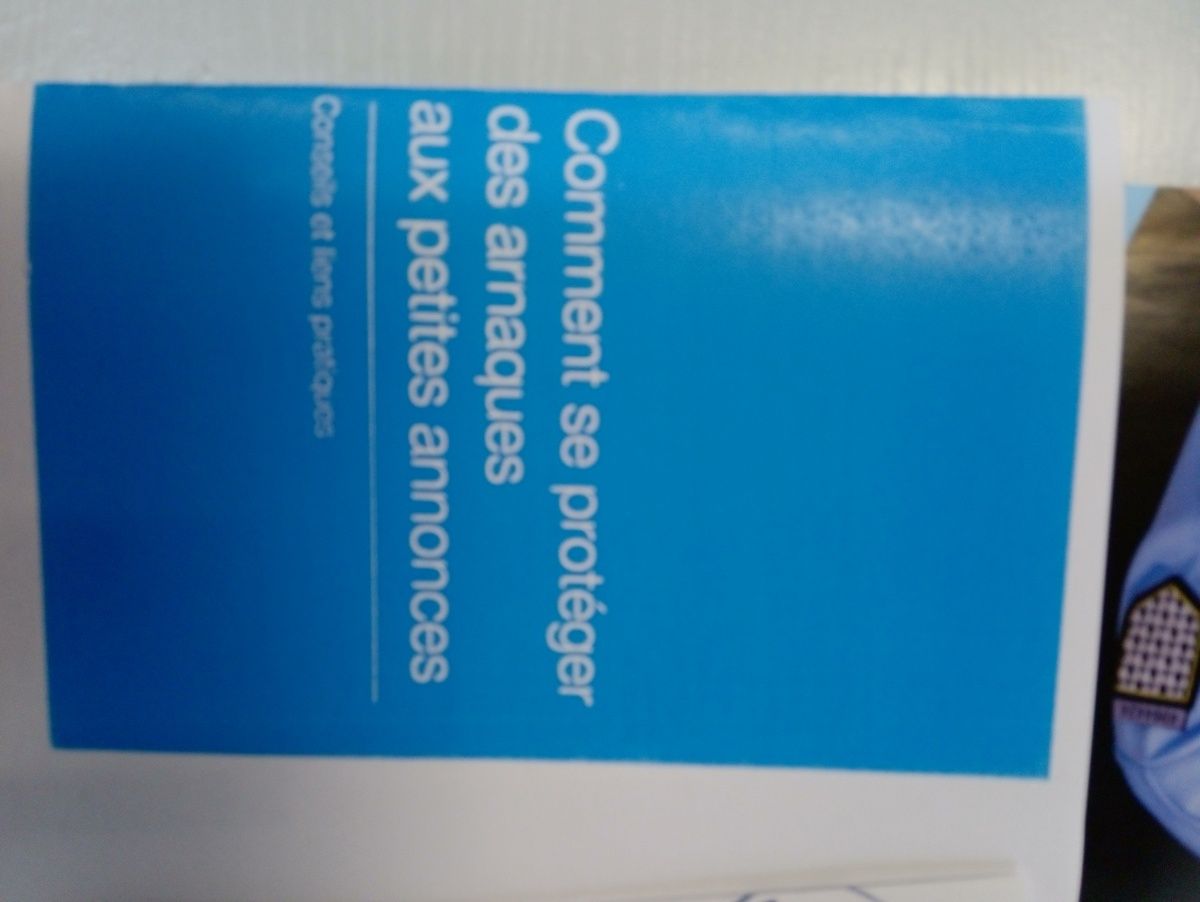 Comment se protéger
des arnaques
aux petites annonces
Conseils et liens pratiques